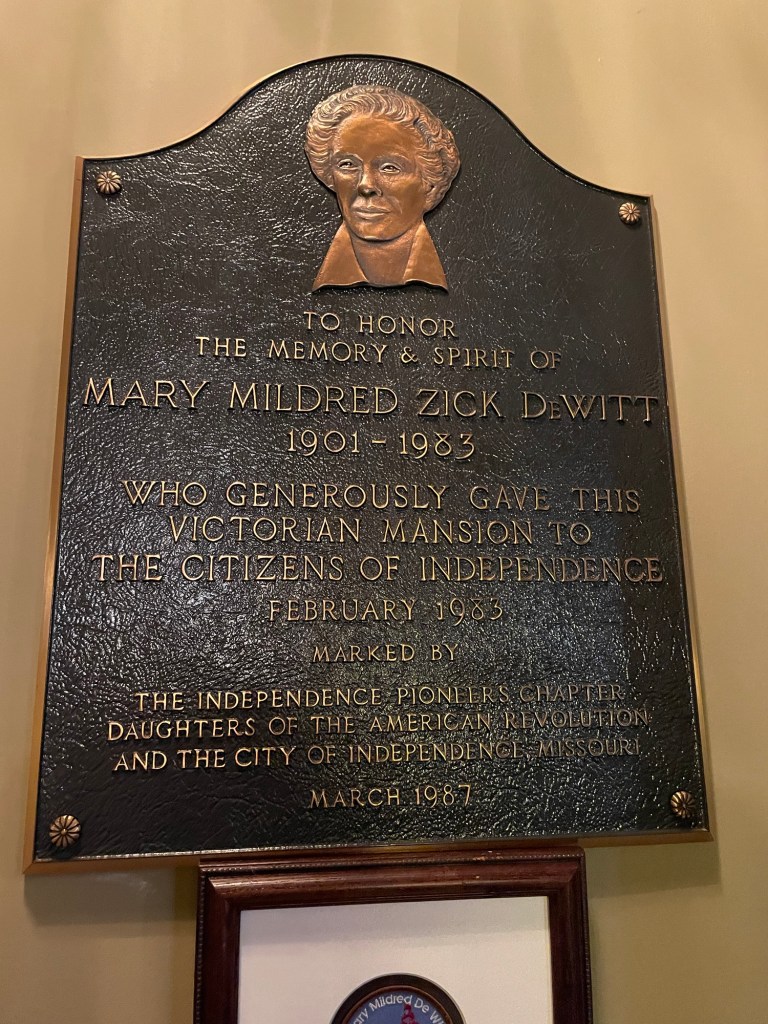 TO HONOR
THE MEMORY & SPIRIT OF
MARY MILDRED ZICK DeWITT
1901 - 1983
WHO GENEROUSLY GAVE THIS
VICTORIAN MANSION TO
THE CITIZENS OF INDEPENDENCE
FEBRUARY 1983
MARKED BY
THE INDEPENDENCE PIONEERS CHAPTER
DAUGHTERS OF THE AMERICAN REVOLUTION
AND THE CITY OF INDEPENDENCE, MISSOURI
MARCH 1987
Mildred De